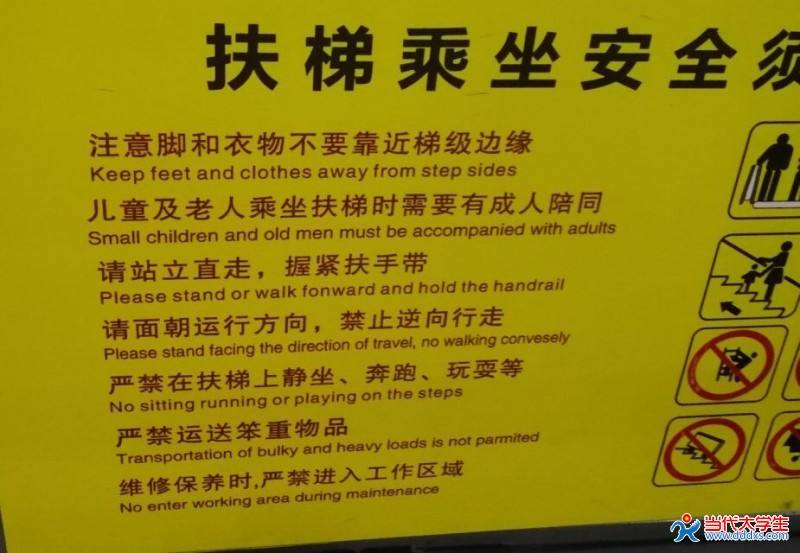 扶梯乘坐安全须
注意脚和衣物不要靠近梯级边缘
Keep feet and clothes away from step sides
儿童及老人乘坐扶梯时需要有成人陪同
Small children and old men must be accompanied with adults
请站立直走，握紧扶手带
Please stand or walk fonward and hold the handrail
请面朝运行方向，禁止逆向行走
Please stand facing the direction of travel, no walking convesely
严禁在扶梯上静坐、奔跑、玩耍等
No sitting running or playing on the steps
严禁运送笨重物品
Transportation of bulky and heavy loads is not parmited
维修保养时,严禁进入工作区域
No enter working area during maintenance
当代大学生
www.dddxs.com